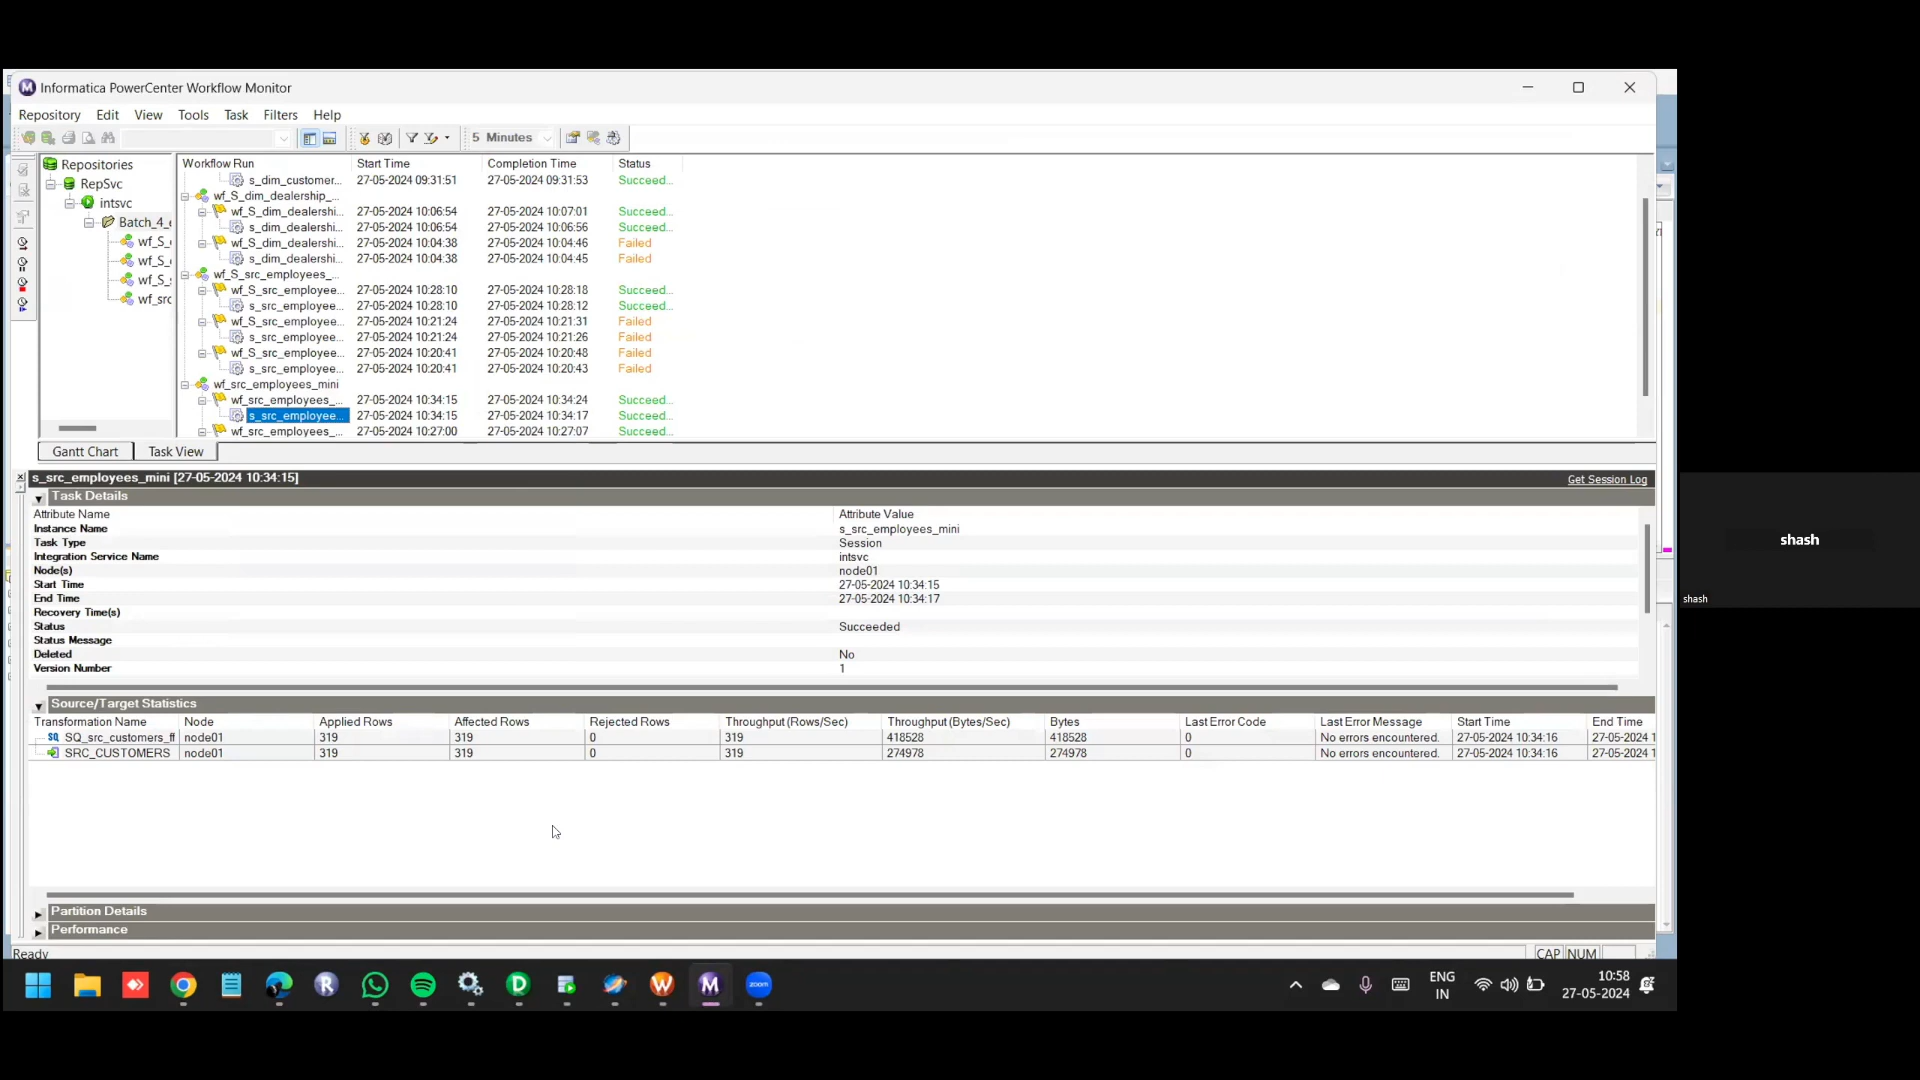 Informatica PowerCenter Workflow Monitor
Repository Edit View Tools Task Filters Help
5 Minutes
Repositories
RepSvc
intsvc
Batch_4_
wf_S_
wf_S_
wf_S_
wf_src
Workflow Run Start Time Completion Time Status
s_dim_customer... 27-05-2024 09:31:51 27-05-2024 09:31:53 Succeed...
wf_S_dim_dealership_...
wf_S_dim_dealershi... 27-05-2024 10:06:54 27-05-2024 10:07:01 Succeed...
s_dim_dealershi... 27-05-2024 10:06:54 27-05-2024 10:06:56 Succeed...
wf_S_dim_dealershi... 27-05-2024 10:04:38 27-05-2024 10:04:46 Failed
s_dim_dealershi... 27-05-2024 10:04:38 27-05-2024 10:04:45 Failed
wf_S_src_employees_...
wf_S_src_employee... 27-05-2024 10:28:10 27-05-2024 10:28:18 Succeed...
s_src_employee... 27-05-2024 10:28:10 27-05-2024 10:28:12 Succeed...
wf_S_src_employee... 27-05-2024 10:21:24 27-05-2024 10:21:31 Failed
s_src_employee... 27-05-2024 10:21:24 27-05-2024 10:21:26 Failed
wf_S_src_employee... 27-05-2024 10:20:41 27-05-2024 10:20:48 Failed
s_src_employee... 27-05-2024 10:20:41 27-05-2024 10:20:43 Failed
wf_src_employees_mini
wf_src_employees_... 27-05-2024 10:34:15 27-05-2024 10:34:24 Succeed...
s_src_employee... 27-05-2024 10:34:15 27-05-2024 10:34:17 Succeed...
wf_src_employees_... 27-05-2024 10:27:00 27-05-2024 10:27:07 Succeed...
Gantt Chart Task View
s_src_employees_mini [27-05-2024 10:34:15] Get Session Log
Task Details
Attribute Name Attribute Value
Instance Name s_src_employees_mini
Task Type Session
Integration Service Name intsvc
Node(s) node01
Start Time 27-05-2024 10:34:15
End Time 27-05-2024 10:34:17
Recovery Time(s)
Status Succeeded
Status Message
Deleted No
Version Number 1
Source/Target Statistics
Transformation Name Node Applied Rows Affected Rows Rejected Rows Throughput (Rows/Sec) Throughput (Bytes/Sec) Bytes Last Error Code Last Error Message Start Time End Time
SQ SQ_src_customers_ff node01 319 319 0 319 418528 418528 0 No errors encountered. 27-05-2024 10:34:16 27-05-2024 1
SRC_CUSTOMERS node01 319 319 0 319 274978 274978 0 No errors encountered. 27-05-2024 10:34:16 27-05-2024 1
Partition Details
Performance
Ready CAP NUM
ENG
IN
10:58
27-05-2024
zoom
shash
shash